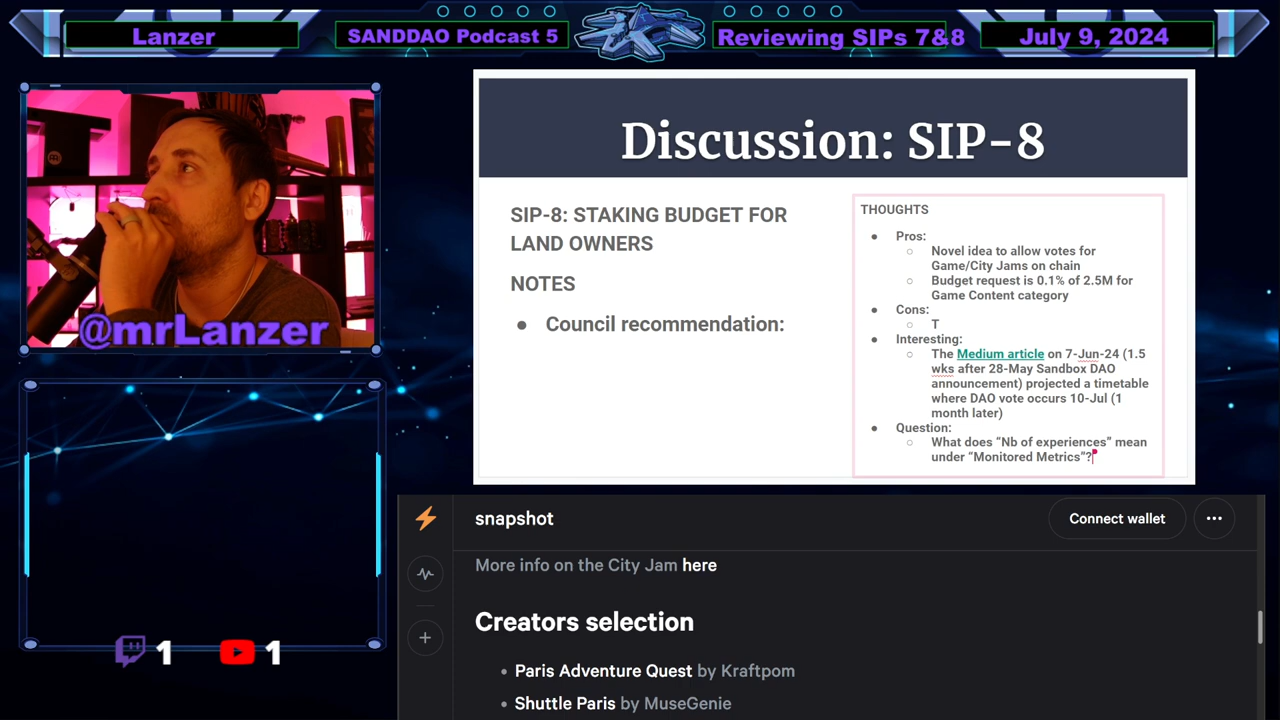 Lanzer
SANDDAO Podcast 5
Reviewing SIPs 7&8
July 9, 2024
@mrLanzer
1
1
Discussion: SIP-8
SIP-8: STAKING BUDGET FOR
LAND OWNERS
NOTES
● Council recommendation:
THOUGHTS
● Pros:
○ Novel idea to allow votes for
Game/City Jams on chain
○ Budget request is 0.1% of 2.5M for
Game Content category
● Cons:
○ T
● Interesting:
○ The Medium article on 7-Jun-24 (1.5
wks after 28-May Sandbox DAO
announcement) projected a timetable
where DAO vote occurs 10-Jul (1
month later)
● Question:
○ What does “Nb of experiences” mean
under “Monitored Metrics”?
snapshot
Connect wallet
More info on the City Jam here
Creators selection
• Paris Adventure Quest by Kraftpom
• Shuttle Paris by MuseGenie